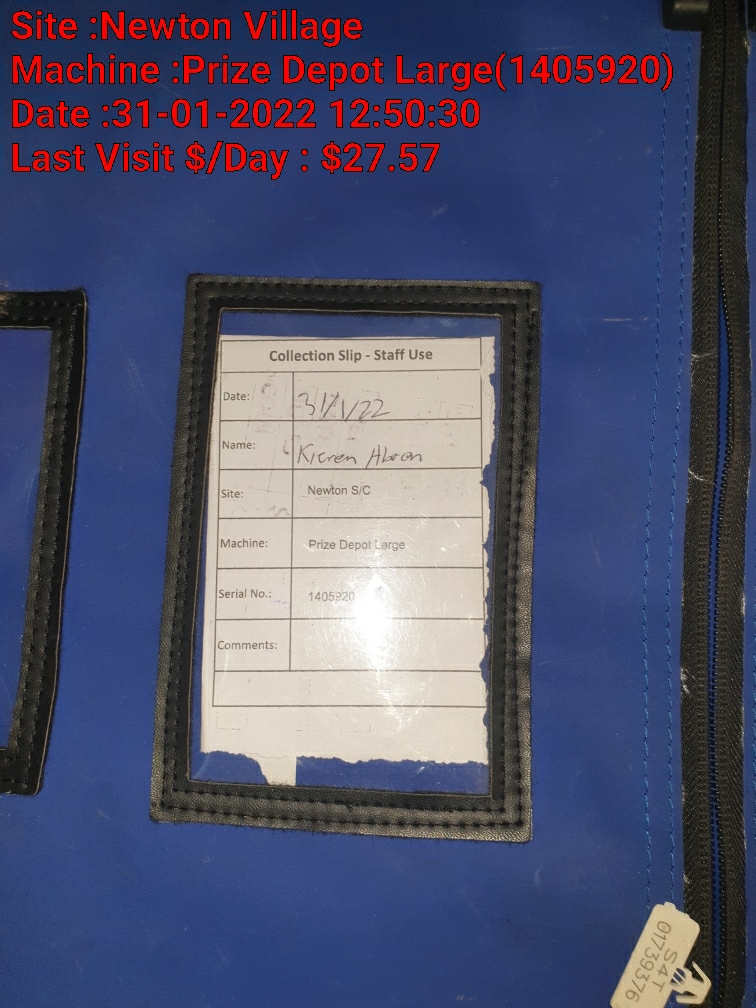 Site :Newton Village
Machine :Prize Depot Large(1405920)
Date :31-01-2022 12:50:30
Last Visit $/Day : $27.57
Collection Slip - Staff Use
Date: 31/1/22
Name: Kieren
Site: Newton S/C
Machine: Prize Depot Large
Serial No.: 1405920
Comments:
S4T
01739376